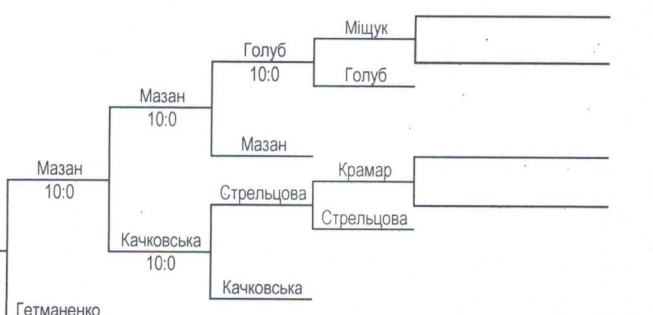 Міщук
Голуб
10:0
Голуб
Мазан
10:0
Мазан
Мазан
10:0
Крамар
Стрельцова
Стрельцова
Качковська
10:0
Качковська
Гетманенко